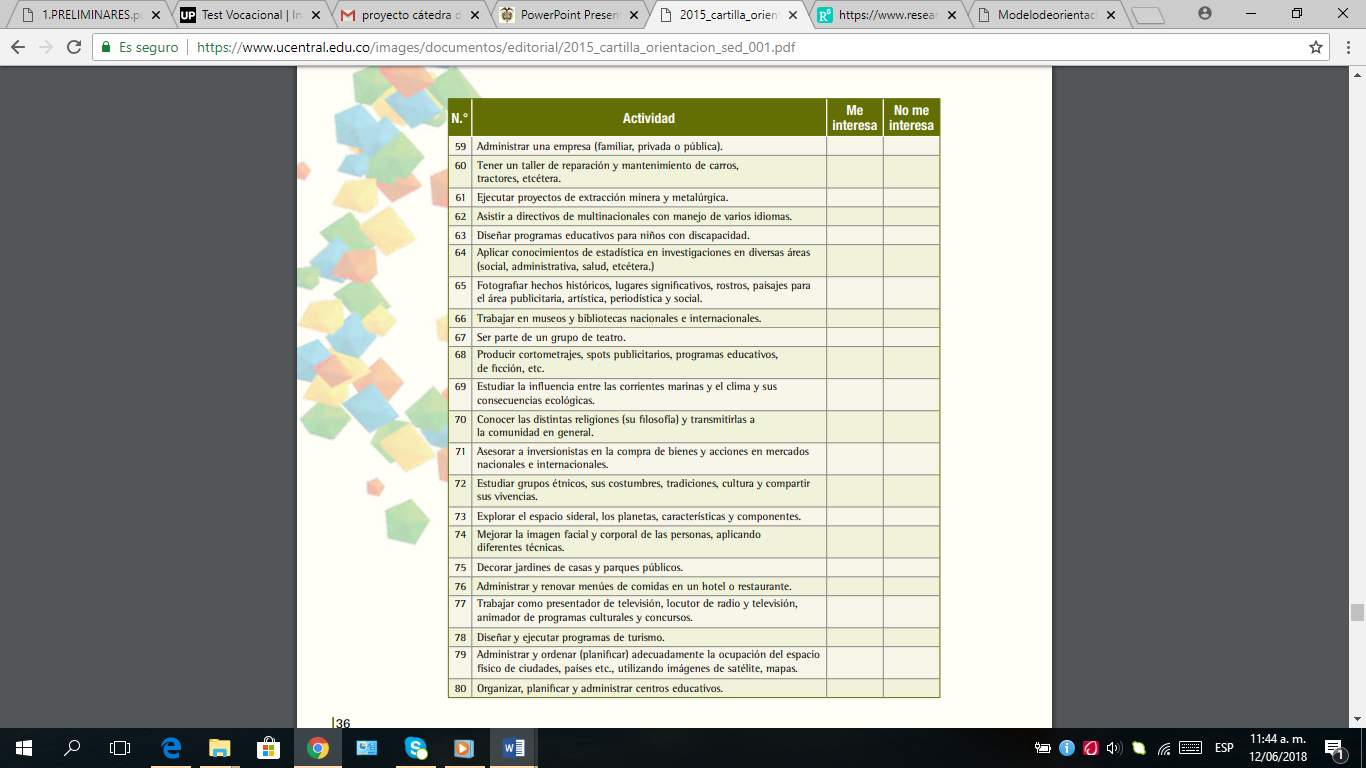 1.PRELIMINARES.p
Test Vocacional | In
proyecto cátedra d
PowerPoint Present
2015_cartilla_orient
https://www.resear
Modelodeorientac
Es seguro
https://www.ucentral.edu.co/images/documentos/editorial/2015_cartilla_orientacion_sed_001.pdf
N.° Actividad Me interesa No me interesa
59 Administrar una empresa (familiar, privada o pública).
60 Tener un taller de reparación y mantenimiento de carros,
tractores, etcétera.
61 Ejecutar proyectos de extracción minera y metalúrgica.
62 Asistir a directivos de multinacionales con manejo de varios idiomas.
63 Diseñar programas educativos para niños con discapacidad.
64 Aplicar conocimientos de estadística en investigaciones en diversas áreas
(social, administrativa, salud, etcétera.)
65 Fotografiar hechos históricos, lugares significativos, rostros, paisajes para
el área publicitaria, artística, periodística y social.
66 Trabajar en museos y bibliotecas nacionales e internacionales.
67 Ser parte de un grupo de teatro.
68 Producir cortometrajes, spots publicitarios, programas educativos,
de ficción, etc.
69 Estudiar la influencia entre las corrientes marinas y el clima y sus
consecuencias ecológicas.
70 Conocer las distintas religiones (su filosofía) y transmitirlas a
la comunidad en general.
71 Asesorar a inversionistas en la compra de bienes y acciones en mercados
nacionales e internacionales.
72 Estudiar grupos étnicos, sus costumbres, tradiciones, cultura y compartir
sus vivencias.
73 Explorar el espacio sideral, los planetas, características y componentes.
74 Mejorar la imagen facial y corporal de las personas, aplicando
diferentes técnicas.
75 Decorar jardines de casas y parques públicos.
76 Administrar y renovar menúes de comidas en un hotel o restaurante.
77 Trabajar como presentador de televisión, locutor de radio y televisión,
animador de programas culturales y concursos.
78 Diseñar y ejecutar programas de turismo.
79 Administrar y ordenar (planificar) adecuadamente la ocupación del espacio
físico de ciudades, países etc., utilizando imágenes de satélite, mapas.
80 Organizar, planificar y administrar centros educativos.
|36
ESP
11:44 a. m.
12/06/2018